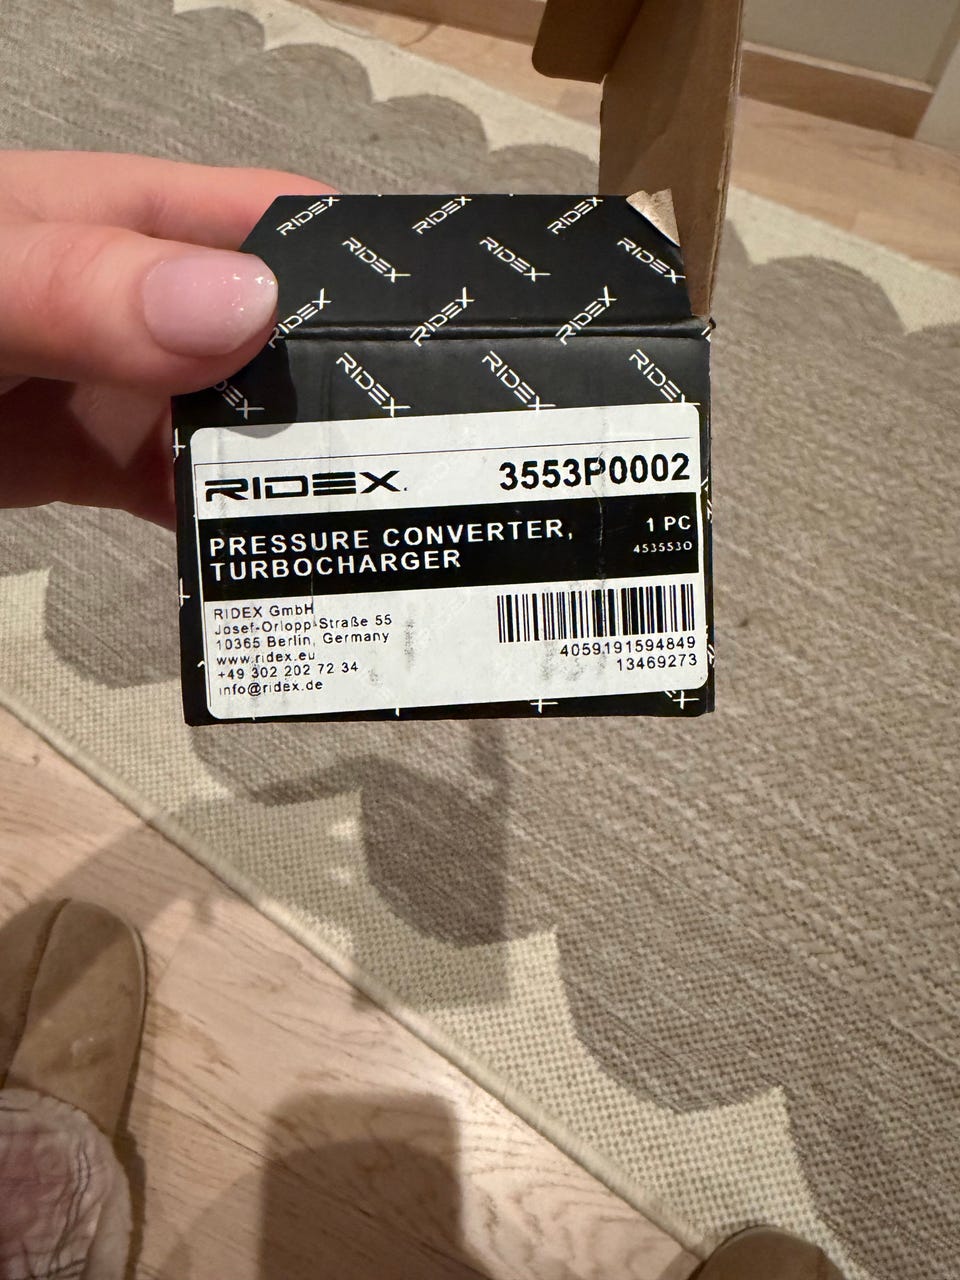 RIDEX RIDEX RIDEX
RIDEX RIDEX RIDEX
RIDEX RIDEX RIDEX
RIDEX RIDEX RIDEX
RIDEX. 3553P0002
PRESSURE CONVERTER, 1 PC
TURBOCHARGER 4535530
RIDEX GmbH
Josef-Orlopp-Straße 55
10365 Berlin, Germany
www.ridex.eu
+49 302 202 72 34
info@ridex.de
4059191594849
13469273